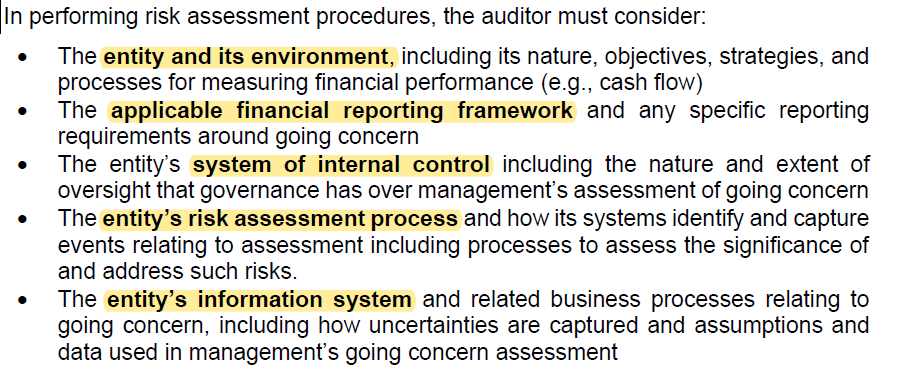 In performing risk assessment procedures, the auditor must consider:
• The entity and its environment, including its nature, objectives, strategies, and
processes for measuring financial performance (e.g., cash flow)
• The applicable financial reporting framework and any specific reporting
requirements around going concern
• The entity's system of internal control including the nature and extent of
oversight that governance has over management's assessment of going concern
• The entity's risk assessment process and how its systems identify and capture
events relating to assessment including processes to assess the significance of
and address such risks.
• The entity's information system and related business processes relating to
going concern, including how uncertainties are captured and assumptions and
data used in management's going concern assessment